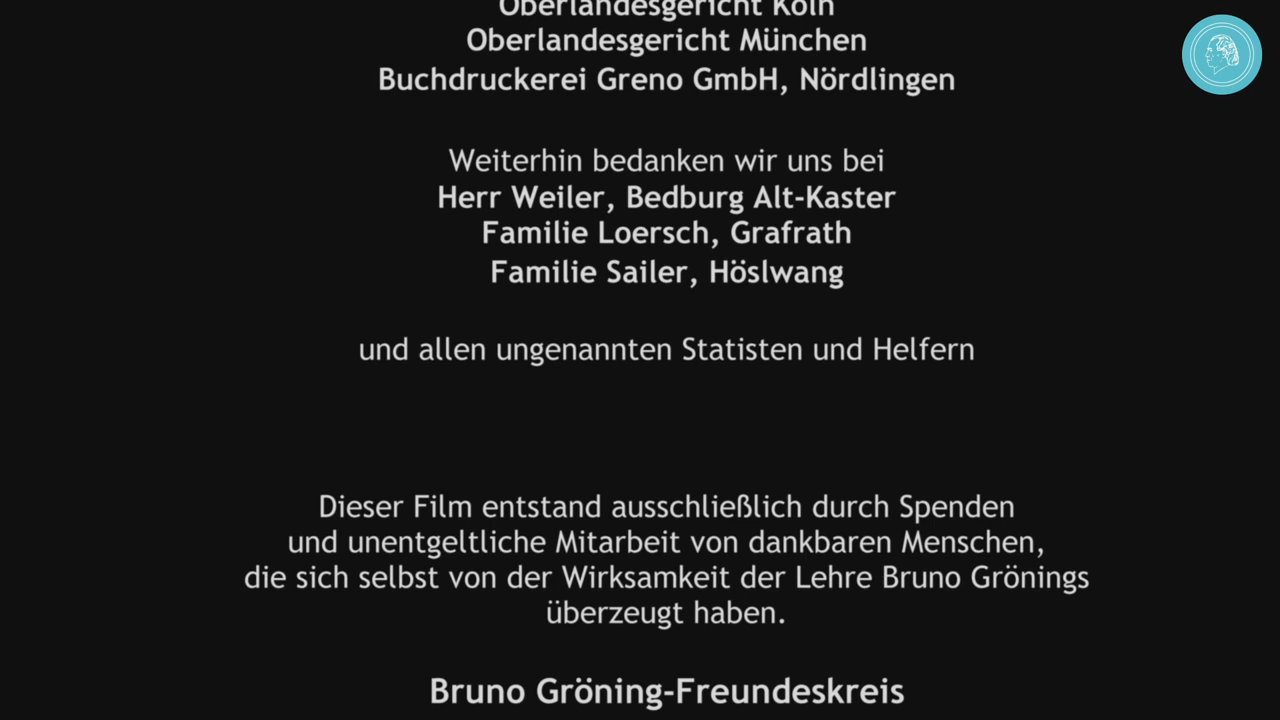 Oberlandesgericht Köln
Oberlandesgericht München
Buchdruckerei Greno GmbH, Nördlingen
Weiterhin bedanken wir uns bei
Herr Weiler, Bedburg Alt-Kaster
Familie Loersch, Grafrath
Familie Sailer, Höslwang
und allen ungenannten Statisten und Helfern
Dieser Film entstand ausschließlich durch Spenden
und unentgeltliche Mitarbeit von dankbaren Menschen,
die sich selbst von der Wirksamkeit der Lehre Bruno Grönings
überzeugt haben.
Bruno Gröning-Freundeskreis